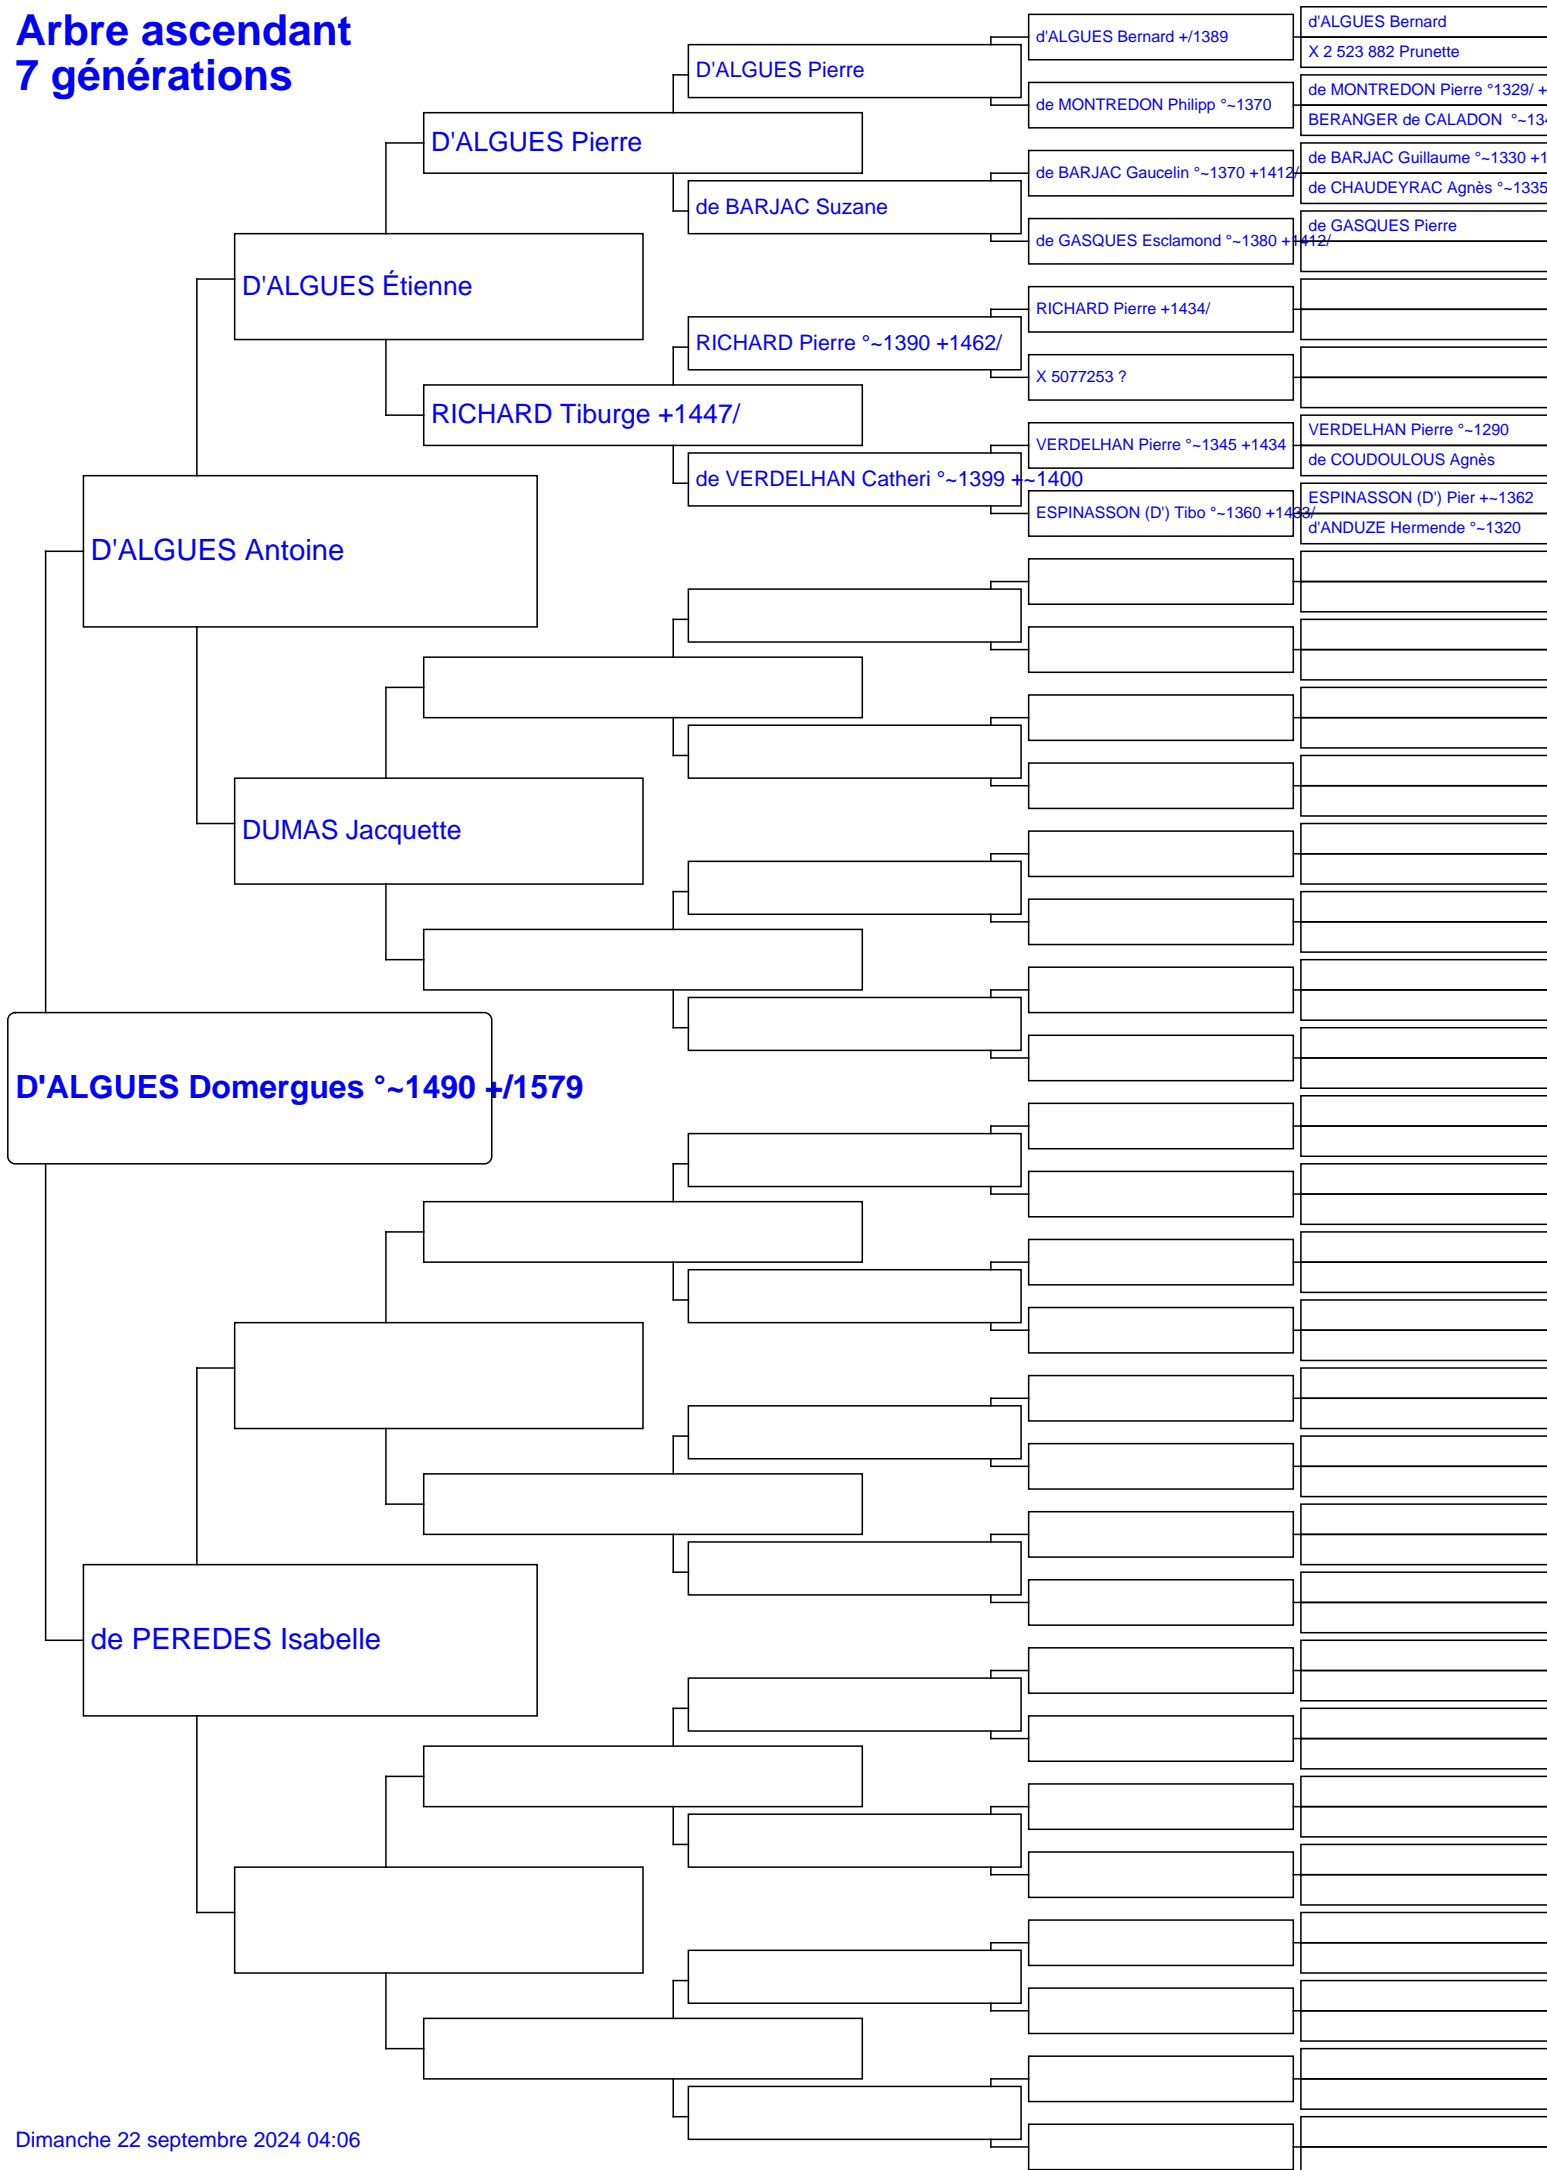 Arbre ascendant
7 générations
d'ALGUES Bernard
d'ALGUES Bernard +/1389
X 2 523 882 Prunette
D'ALGUES Pierre
de MONTREDON Pierre °1329/ +
de MONTREDON Philipp °~1370
BERANGER de CALADON °~134
D'ALGUES Pierre
de BARJAC Guillaume °~1330 +1
de BARJAC Gaucelin °~1370 +1412/
de CHAUDEYRAC Agnès °~1335
de BARJAC Suzane
de GASQUES Pierre
de GASQUES Esclamond °~1380 +1412/
D'ALGUES Étienne
RICHARD Pierre +1434/
RICHARD Pierre °~1390 +1462/
X 5077253 ?
RICHARD Tiburge +1447/
VERDELHAN Pierre °~1290
VERDELHAN Pierre °~1345 +1434
de COUDOULOUS Agnès
de VERDELHAN Catheri °~1399 +~1400
ESPINASSON (D') Pier +~1362
ESPINASSON (D') Tibo °~1360 +1433/
d'ANDUZE Hermende °~1320
D'ALGUES Antoine
DUMAS Jacquette
D'ALGUES Domergues °~1490 +/1579
de PEREDES Isabelle
Dimanche 22 septembre 2024 04:06